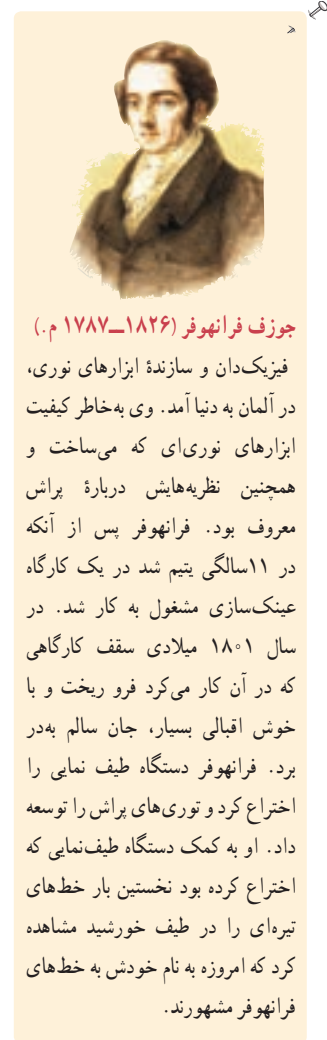 جوزف فرانهوفر (۱۸۲۶ــ۱۷۸۷ م.)
فیزیک‌دان و سازندهٔ ابزارهای نوری،
در آلمان به دنیا آمد. وی به‌خاطر کیفیت
ابزارهای نوری‌ای که می‌ساخت و
همچنین نظریه‌هایش دربارهٔ پراش
معروف بود. فرانهوفر پس از آنکه
در ۱۱سالگی یتیم شد در یک کارگاه
عینک‌سازی مشغول به کار شد. در
سال ۱۸۰۱ میلادی سقف کارگاهی
که در آن کار می‌کرد فرو ریخت و با
خوش اقبالی بسیار، جان سالم به‌در
برد. فرانهوفر دستگاه طیف نمایی را
اختراع کرد و توری‌های پراش را توسعه
داد. او به کمک دستگاه طیف‌نمایی که
اختراع کرده بود نخستین بار خط‌های
تیره‌ای را در طیف خورشید مشاهده
کرد که امروزه به نام خودش به خط‌های
فرانهوفر مشهورند.